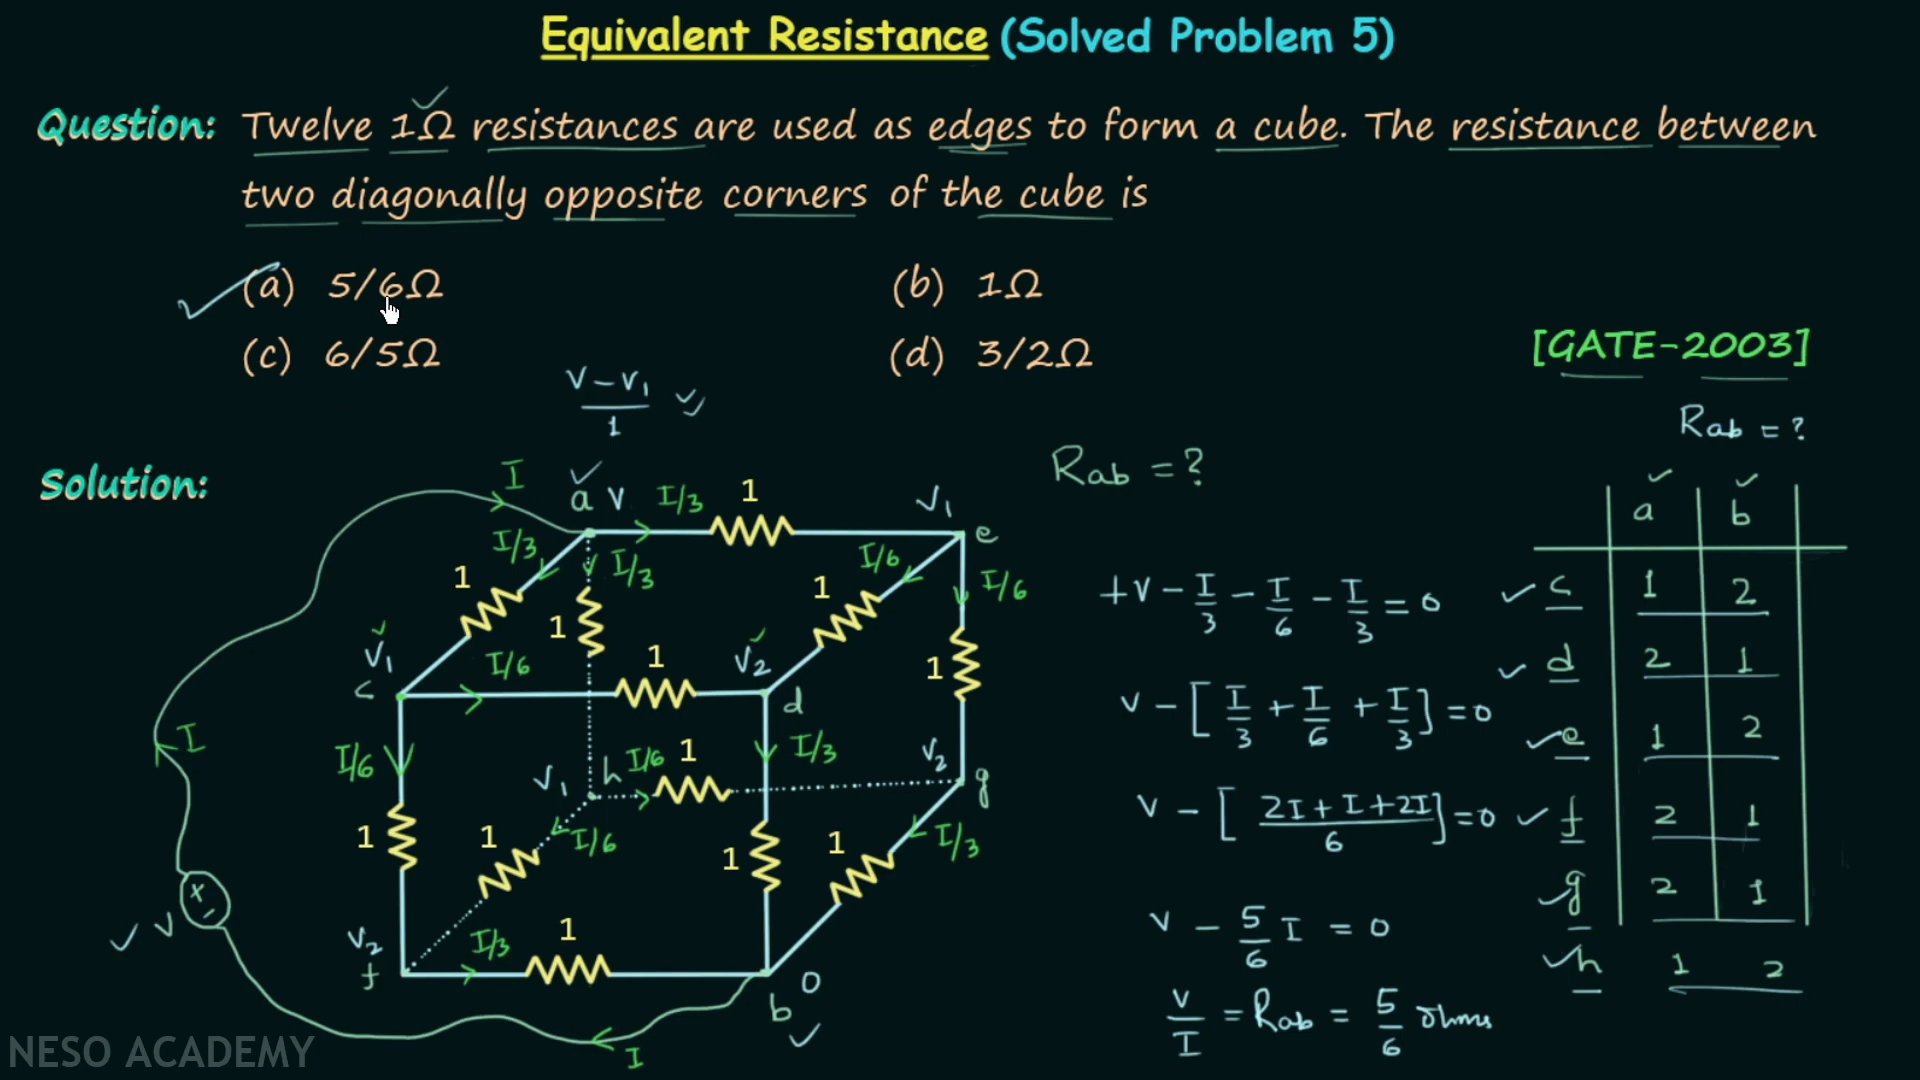 Equivalent Resistance (Solved Problem 5)
Question: Twelve 1Ω resistances are used as edges to form a cube. The resistance between
two diagonally opposite corners of the cube is
(a) 5/6Ω
(b) 1Ω
(c) 6/5Ω
(d) 3/2Ω
[GATE-2003]
Rab = ?
Solution:
V-V₁
1
Rab = ?
I
a V
I/3
1
V₁
e
I/3
I/3
1
1
I/6
1
I/6
V₁
c
I/6
1
V₂
d
1
I/6
I/3
I
V₁
h
I/6
1
V₂
g
1
1
I/6
1
1
I/3
+
-
V
V₂
f
I/3
1
b
0
I
+V - I/3 - I/6 - I/3 = 0
V - [I/3 + I/6 + I/3] = 0
V - [2I+I+2I/6] = 0
V - 5/6 I = 0
V/I = Rab = 5/6 ohms
a b
c 1 2
d 2 1
e 1 2
f 2 1
g 2 1
h 1 2
NESO ACADEMY